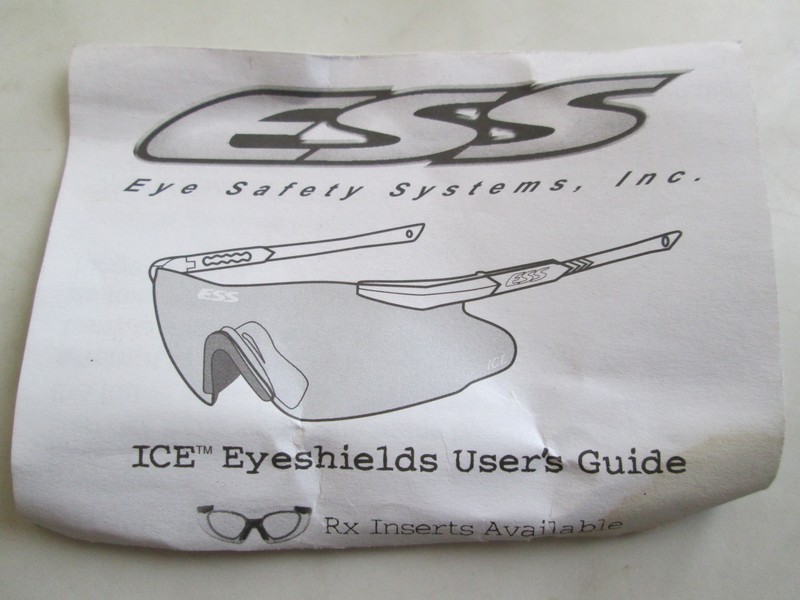 ESS
Eye Safety Systems, Inc.
ESS
ESS
ICE
ICE™ Eyeshields User's Guide
Rx Inserts Available